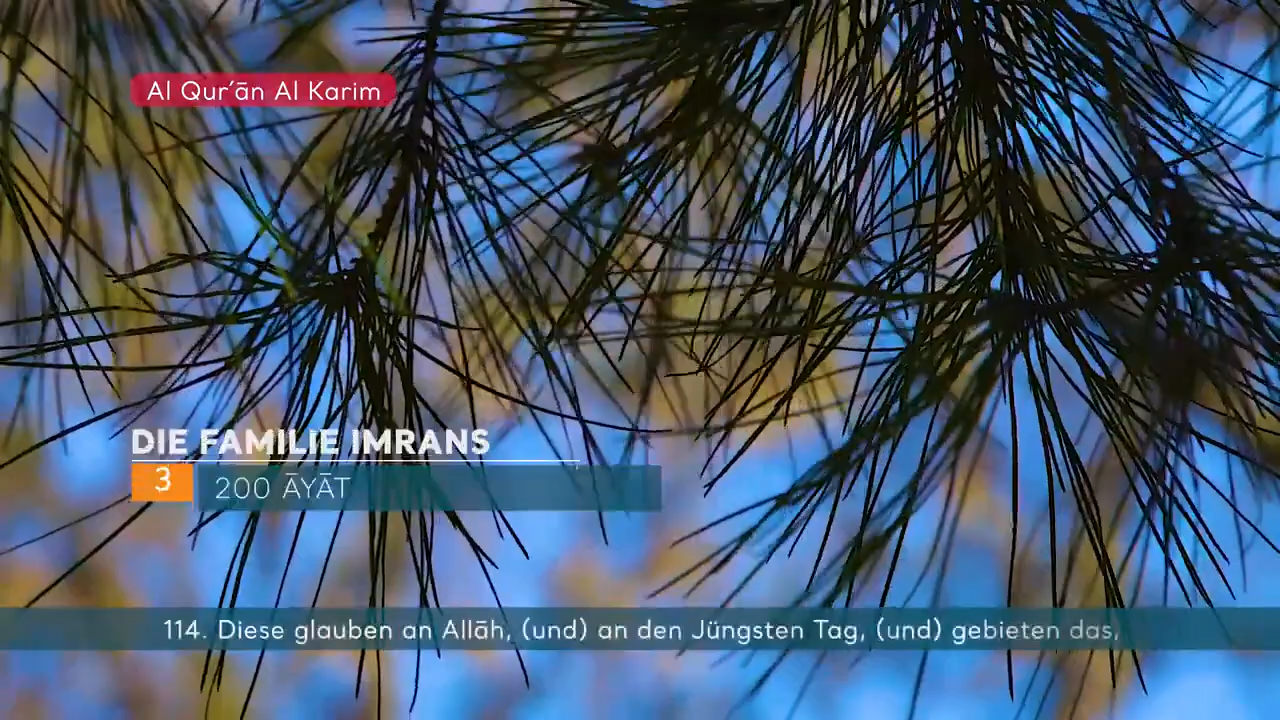 Al Qur’ān Al Karim
DIE FAMILIE IMRANS
3
200 ĀYĀT
114. Diese glauben an Allāh, (und) an den Jüngsten Tag, (und) gebieten das,